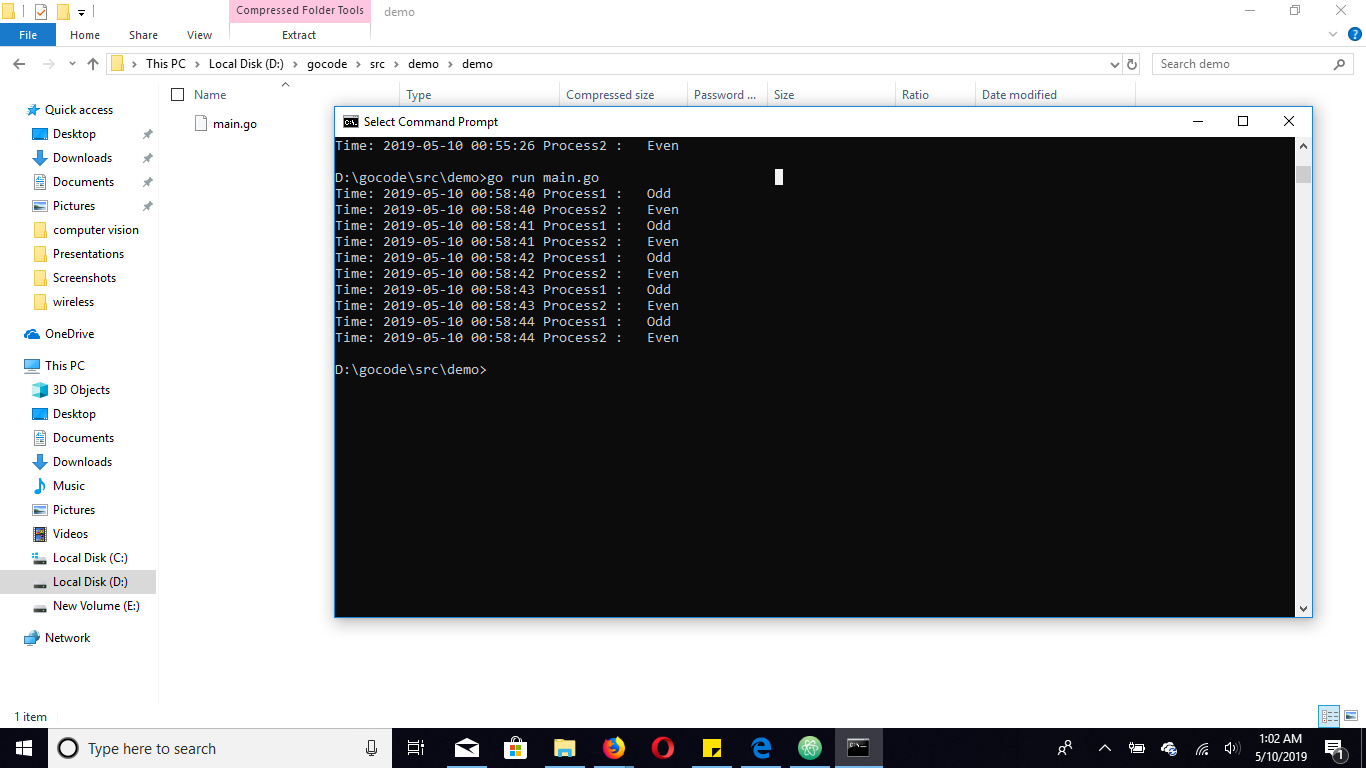 Compressed Folder Tools
demo
File
Home
Share
View
Extract
This PC
Local Disk (D:)
gocode
src
demo
demo
Search demo
Name
Type
Compressed size
Password ...
Size
Ratio
Date modified
main.go
Quick access
Desktop
Downloads
Documents
Pictures
computer vision
Presentations
Screenshots
wireless
OneDrive
This PC
3D Objects
Desktop
Documents
Downloads
Music
Pictures
Videos
Local Disk (C:)
Local Disk (D:)
New Volume (E:)
Network
1 item
C:\. Select Command Prompt
Time: 2019-05-10 00:55:26 Process2 : Even
D:\gocode\src\demo>go run main.go
Time: 2019-05-10 00:58:40 Process1 : Odd
Time: 2019-05-10 00:58:40 Process2 : Even
Time: 2019-05-10 00:58:41 Process1 : Odd
Time: 2019-05-10 00:58:41 Process2 : Even
Time: 2019-05-10 00:58:42 Process1 : Odd
Time: 2019-05-10 00:58:42 Process2 : Even
Time: 2019-05-10 00:58:43 Process1 : Odd
Time: 2019-05-10 00:58:43 Process2 : Even
Time: 2019-05-10 00:58:44 Process1 : Odd
Time: 2019-05-10 00:58:44 Process2 : Even
D:\gocode\src\demo>
Type here to search
1:02 AM
5/10/2019
1